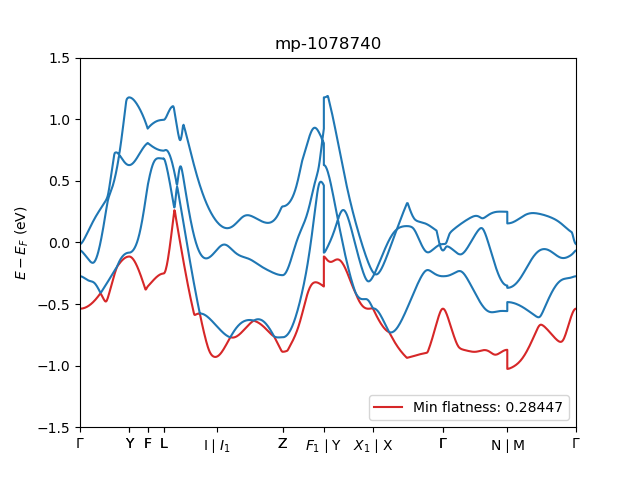 mp-1078740
E − E_F (eV)
1.5
1.0
0.5
0.0
−0.5
−1.0
−1.5
Min flatness: 0.28447
Γ Y F L I | I₁ Z F₁ | Y X₁ | X Γ N | M Γ